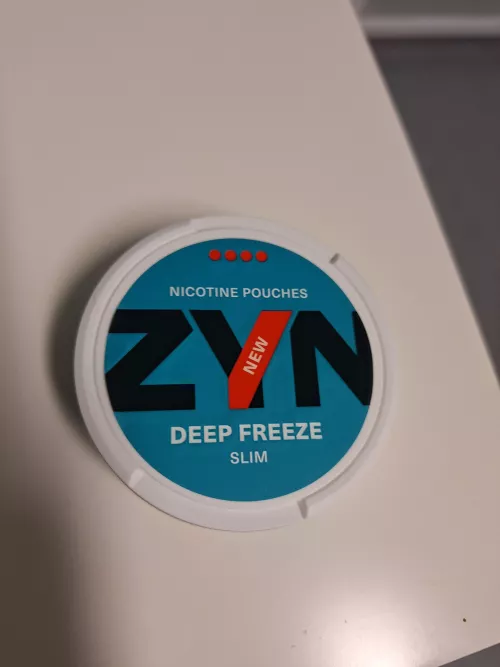 NICOTINE POUCHES
ZYN
NEW
DEEP FREEZE
SLIM